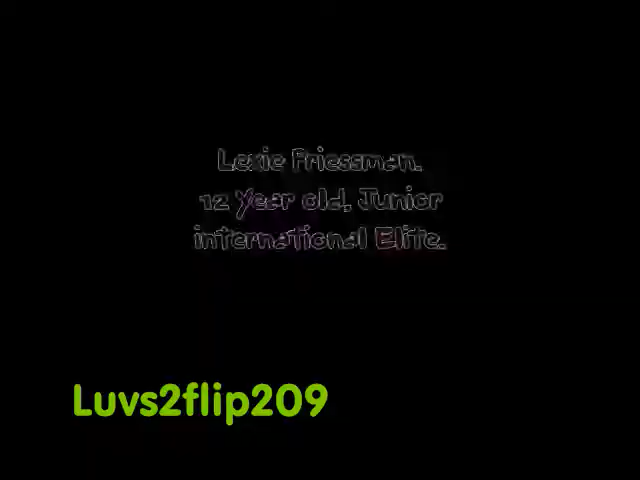 Lexie Priessman.
12 Year old, Junior
international Elite.
Luvs2flip209